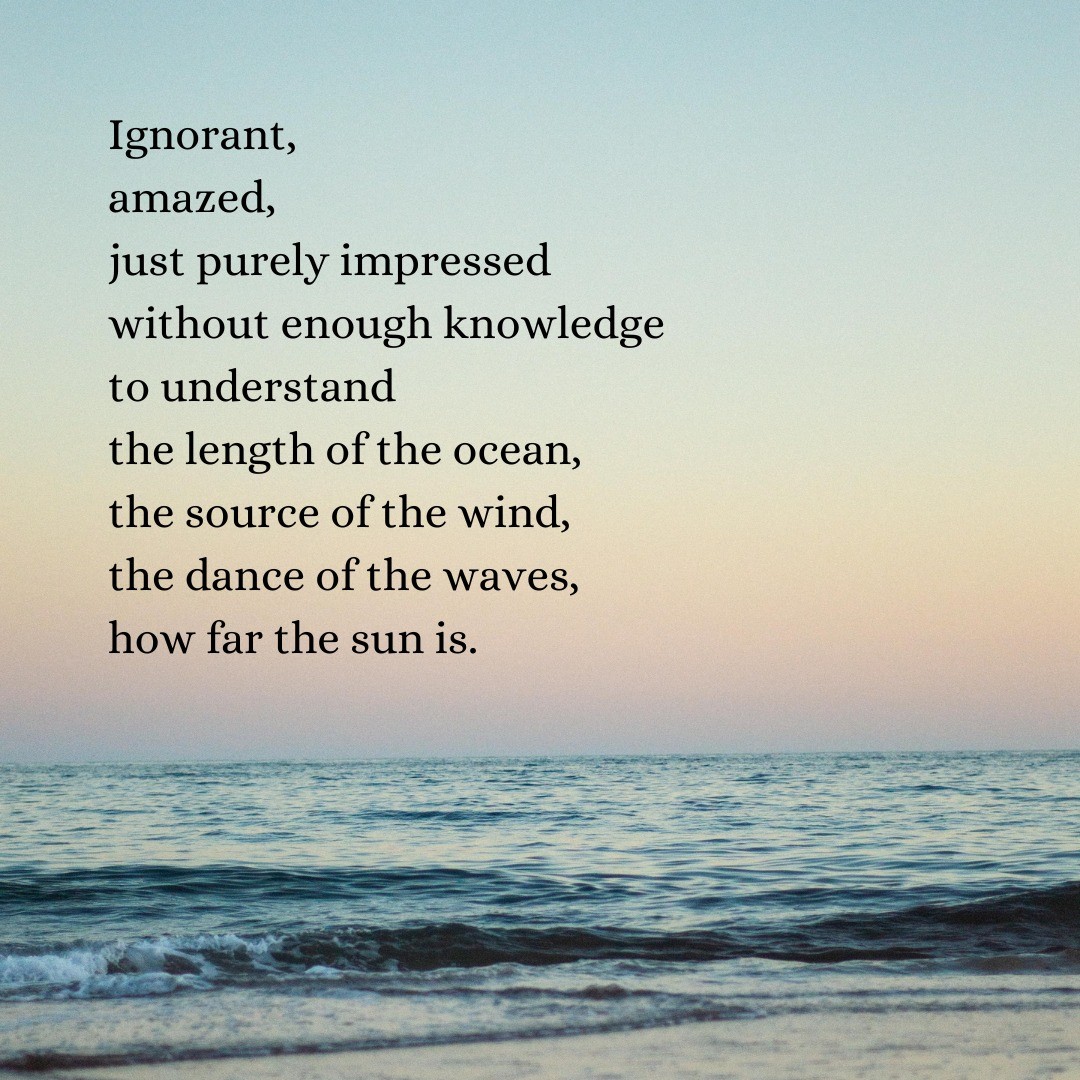 Ignorant,
amazed,
just purely impressed
without enough knowledge
to understand
the length of the ocean,
the source of the wind,
the dance of the waves,
how far the sun is.